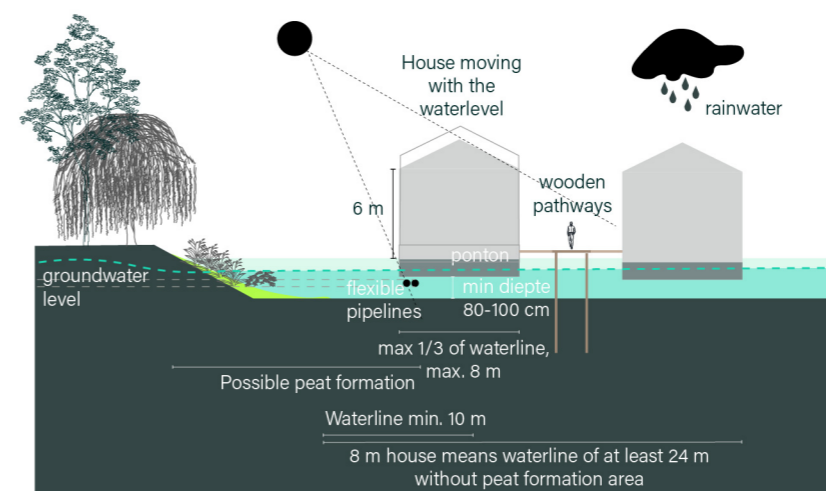 House moving
with the
waterlevel
rainwater
6 m
wooden
pathways
ponton
groundwater
level
flexible
pipelines
min diepte
80-100 cm
max 1/3 of waterline,
max. 8 m
Possible peat formation
Waterline min. 10 m
8 m house means waterline of at least 24 m
without peat formation area